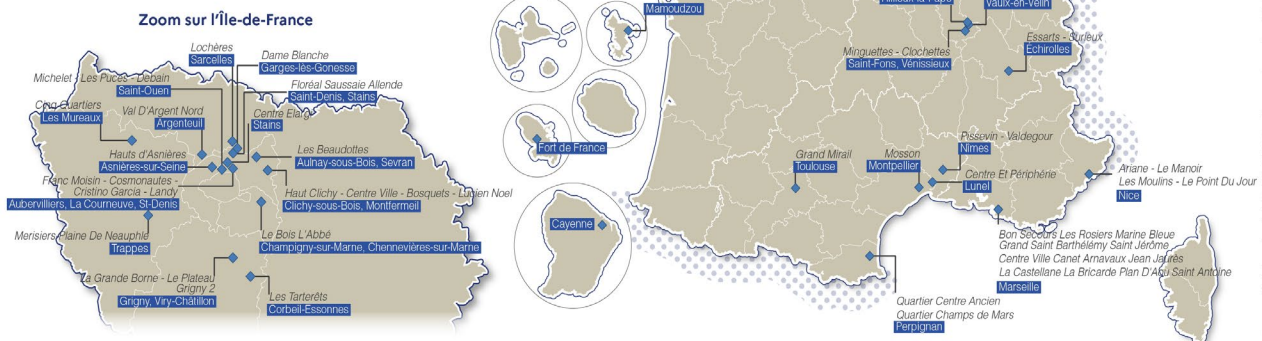 Zoom sur l'Île-de-France
Lochères
Sarcelles
Dame Blanche
Garges-lès-Gonesse
Michelet - Les Puces - Debain
Saint-Ouen
Floréal Saussaie Allende
Saint-Denis, Stains
Cinq Quartiers
Les Mureaux
Val D'Argent Nord
Argenteuil
Centre Elargi
Stains
Hauts d'Asnières
Asnières-sur-Seine
Les Beaudottes
Aulnay-sous-Bois, Sevran
Franc Moisin - Cosmonautes -
Cristino Garcia - Landy
Aubervilliers, La Courneuve, St-Denis
Haut Clichy - Centre Ville - Bosquets - Lucien Noel
Clichy-sous-Bois, Montfermeil
Merisiers-Plaine De Neauphle
Trappes
Le Bois L'Abbé
Champigny-sur-Marne, Chennevières-sur-Marne
La Grande Borne - Le Plateau
Grigny 2
Grigny, Viry-Châtillon
Les Tarterêts
Corbeil-Essonnes
Mamoudzou
Fort de France
Cayenne
Vaulx-en-Velin
Minguettes - Clochettes
Saint-Fons, Vénissieux
Essarts - Surieux
Echirolles
Grand Mirail
Toulouse
Mosson
Montpellier
Pissevin - Valdegour
Nîmes
Centre Et Périphérie
Lunel
Ariane - Le Manoir
Les Moulins - Le Point Du Jour
Nice
Bon Secours Les Rosiers Marine Bleue
Grand Saint Barthélémy Saint Jérôme
Centre Ville Canet Arnavaux Jean Jaurès
La Castellane La Bricarde Plan D'Aou Saint Antoine
Marseille
Quartier Centre Ancien
Quartier Champs de Mars
Perpignan